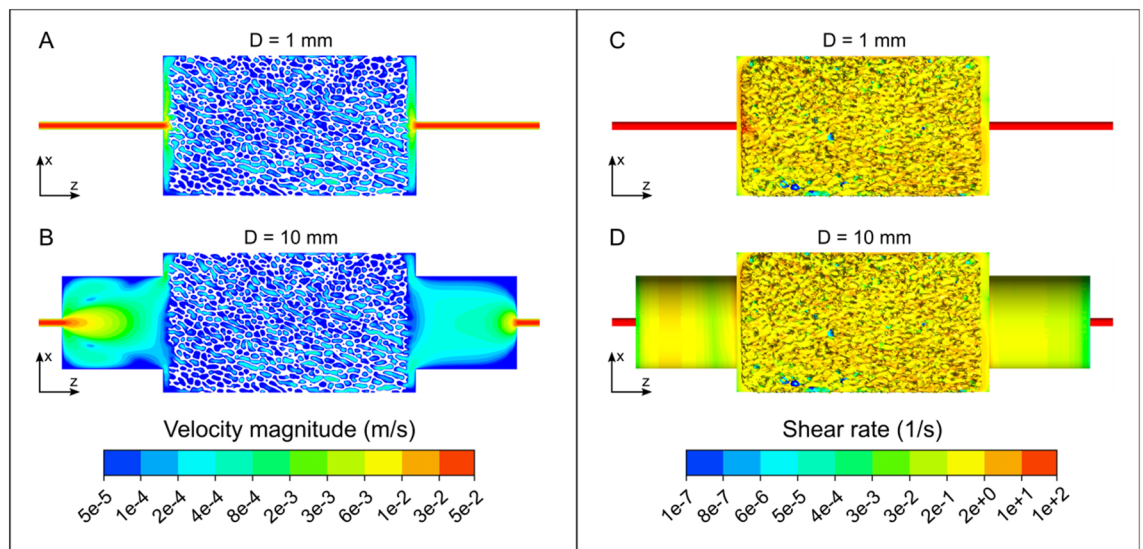 A
D = 1 mm
x
z
B
D = 10 mm
x
z
Velocity magnitude (m/s)
5e-5 1e-4 2e-4 4e-4 8e-4 2e-3 3e-3 6e-3 1e-2 3e-2 5e-2
C
D = 1 mm
x
z
D
D = 10 mm
x
z
Shear rate (1/s)
1e-7 8e-7 6e-6 5e-5 4e-4 3e-3 3e-2 2e-1 2e+0 1e+1 1e+2